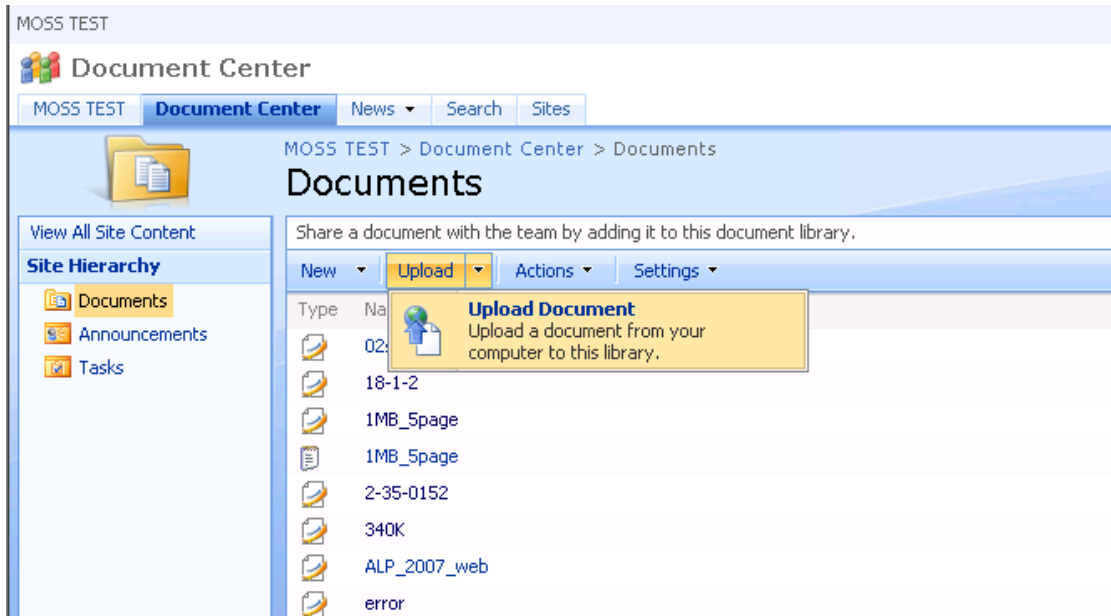 MOSS TEST
Document Center
MOSS TEST Document Center News Search Sites
MOSS TEST > Document Center > Documents
Documents
View All Site Content
Site Hierarchy
Documents
Announcements
Tasks
Share a document with the team by adding it to this document library.
New Upload Actions Settings
Upload Document
Upload a document from your
computer to this library.
Type Na
02
18-1-2
1MB_5page
1MB_5page
2-35-0152
340K
ALP_2007_web
error